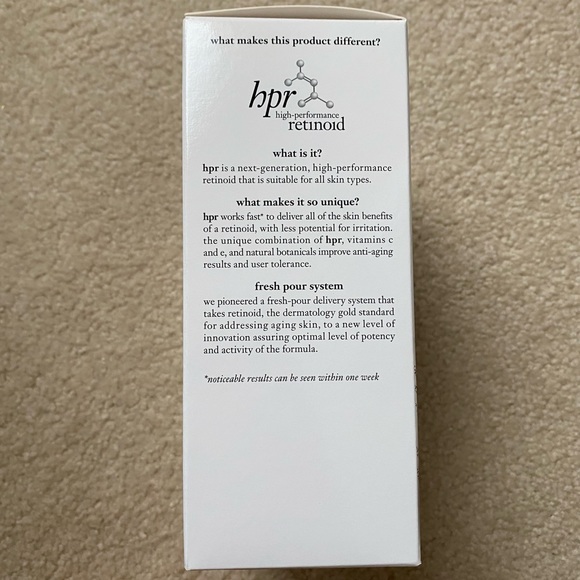 what makes this product different?
hpr
high-performance
retinoid
what is it?
hpr is a next-generation, high-performance
retinoid that is suitable for all skin types.
what makes it so unique?
hpr works fast* to deliver all of the skin benefits
of a retinoid, with less potential for irritation.
the unique combination of hpr, vitamins c
and e, and natural botanicals improve anti-aging
results and user tolerance.
fresh pour system
we pioneered a fresh-pour delivery system that
takes retinoid, the dermatology gold standard
for addressing aging skin, to a new level of
innovation assuring optimal level of potency
and activity of the formula.
*noticeable results can be seen within one week